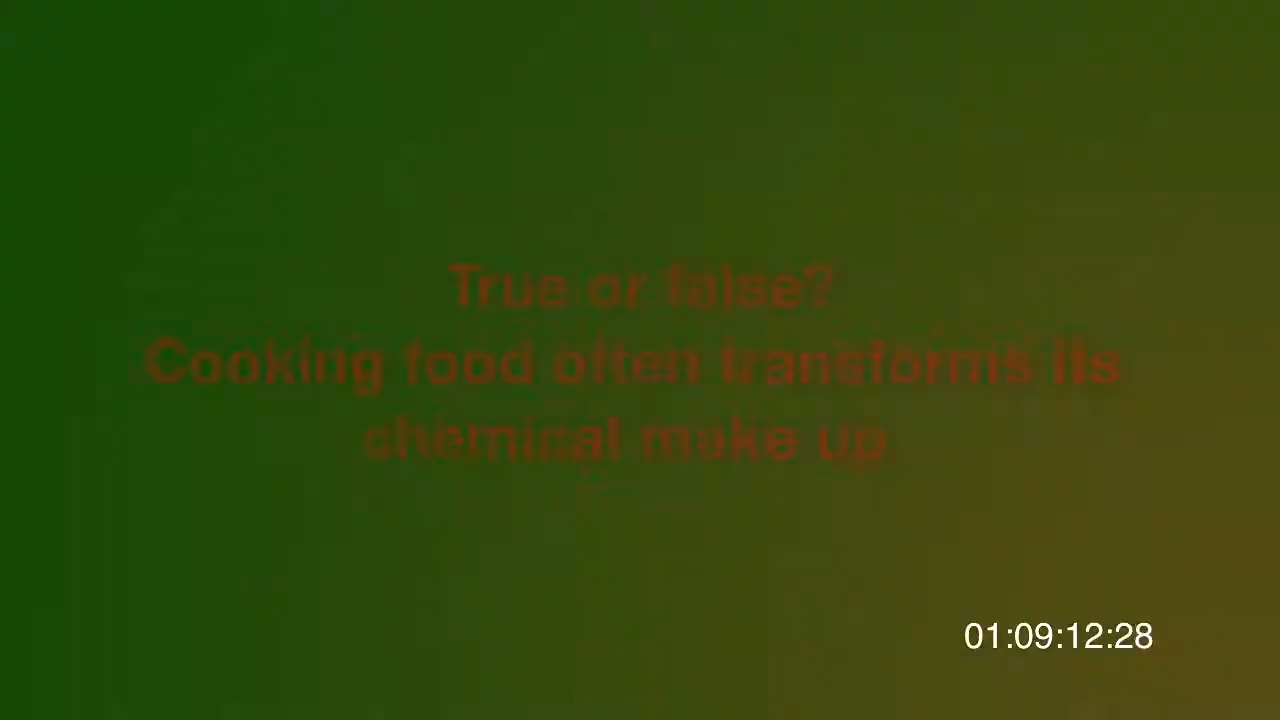 True or false?
Cooking food often transforms its
chemical make up.
01:09:12:28